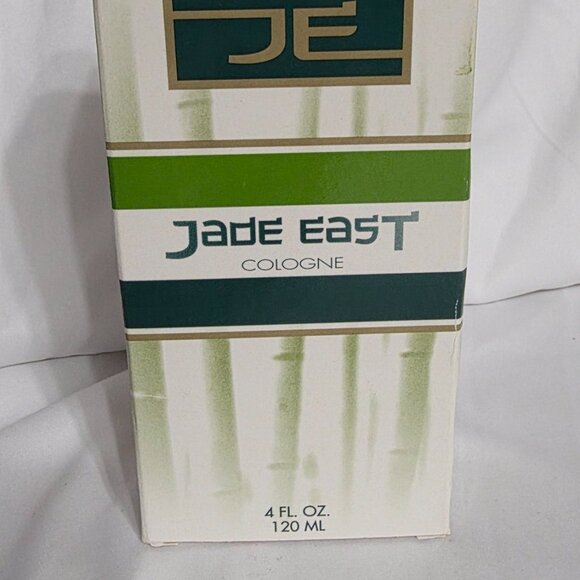 JE
JaDE EaST
COLOGNE
4 FL. OZ.
120 ML